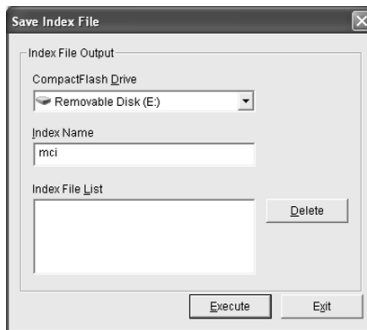 Save Index File
Index File Output
CompactFlash Drive
Removable Disk (E:)
Index Name
mci
Index File List
Delete
Execute Exit